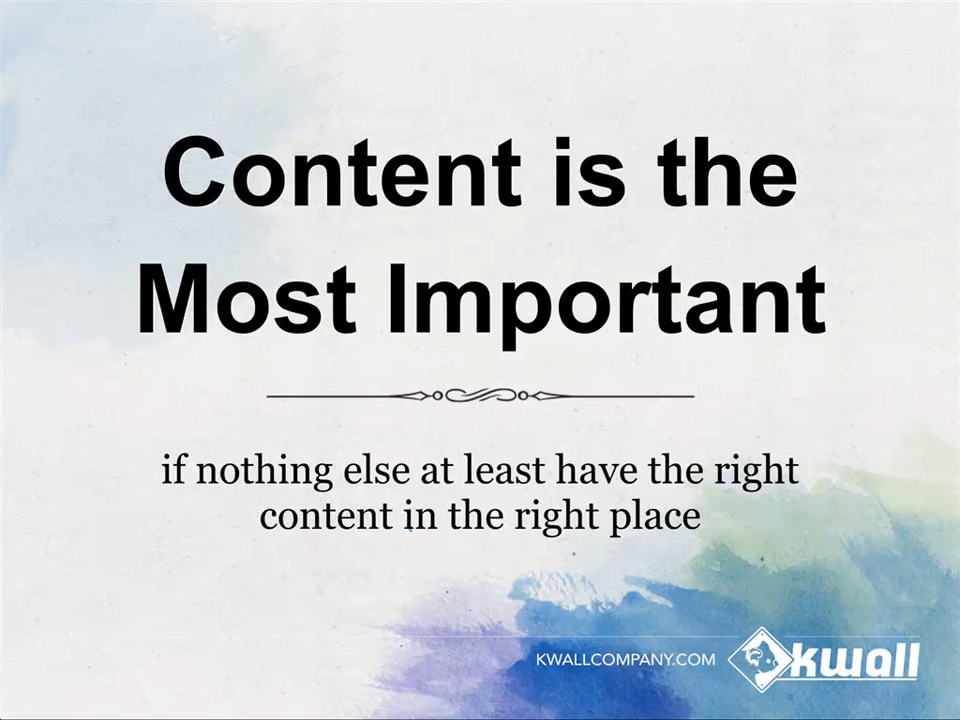 Content is the
Most Important
if nothing else at least have the right
content in the right place
KWALLCOMPANY.COM
kwall